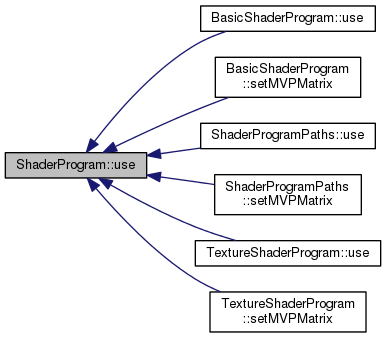 BasicShaderProgram::use
BasicShaderProgram
::setMVPMatrix
ShaderProgramPaths::use
ShaderProgram::use
ShaderProgramPaths
::setMVPMatrix
TextureShaderProgram::use
TextureShaderProgram
::setMVPMatrix